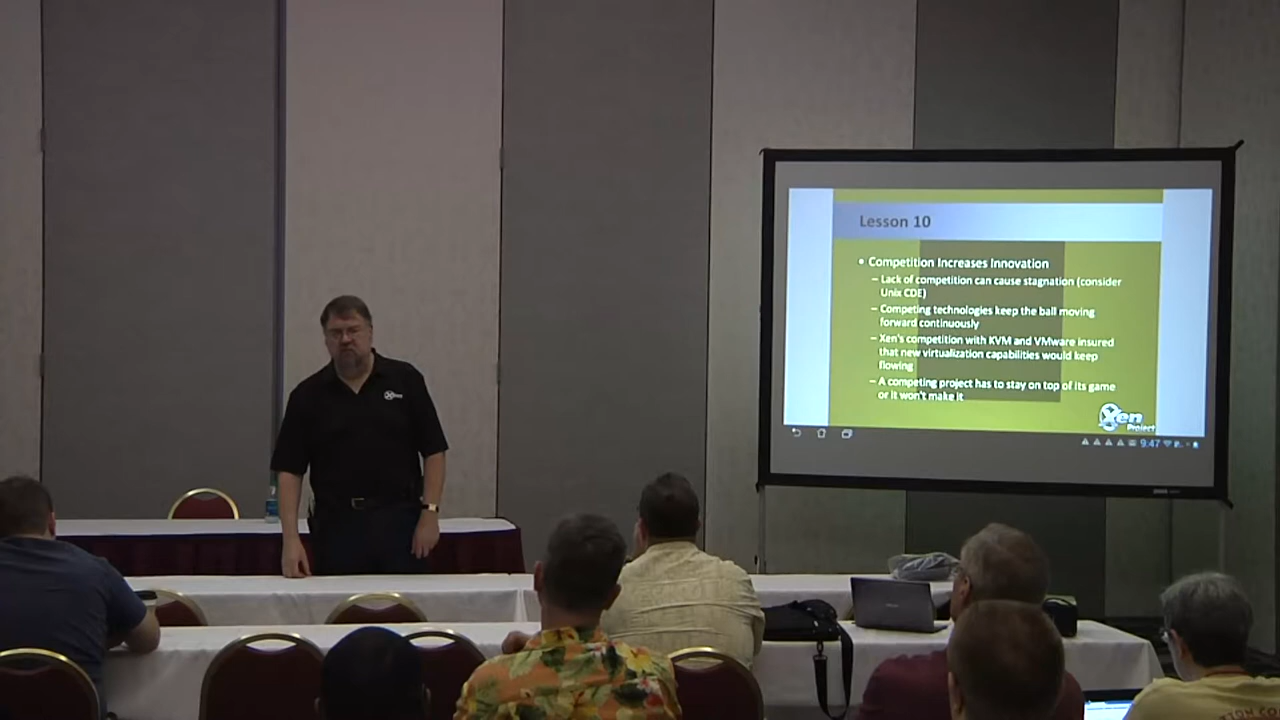 Lesson 10
• Competition Increases Innovation
– Lack of competition can cause stagnation (consider
Unix CDE)
– Competing technologies keep the ball moving
forward continuously
– Xen's competition with KVM and VMware insured
that new virtualization capabilities would keep
flowing
– A competing project has to stay on top of its game
or it won't make it
Xen
Project
9:47
Xen